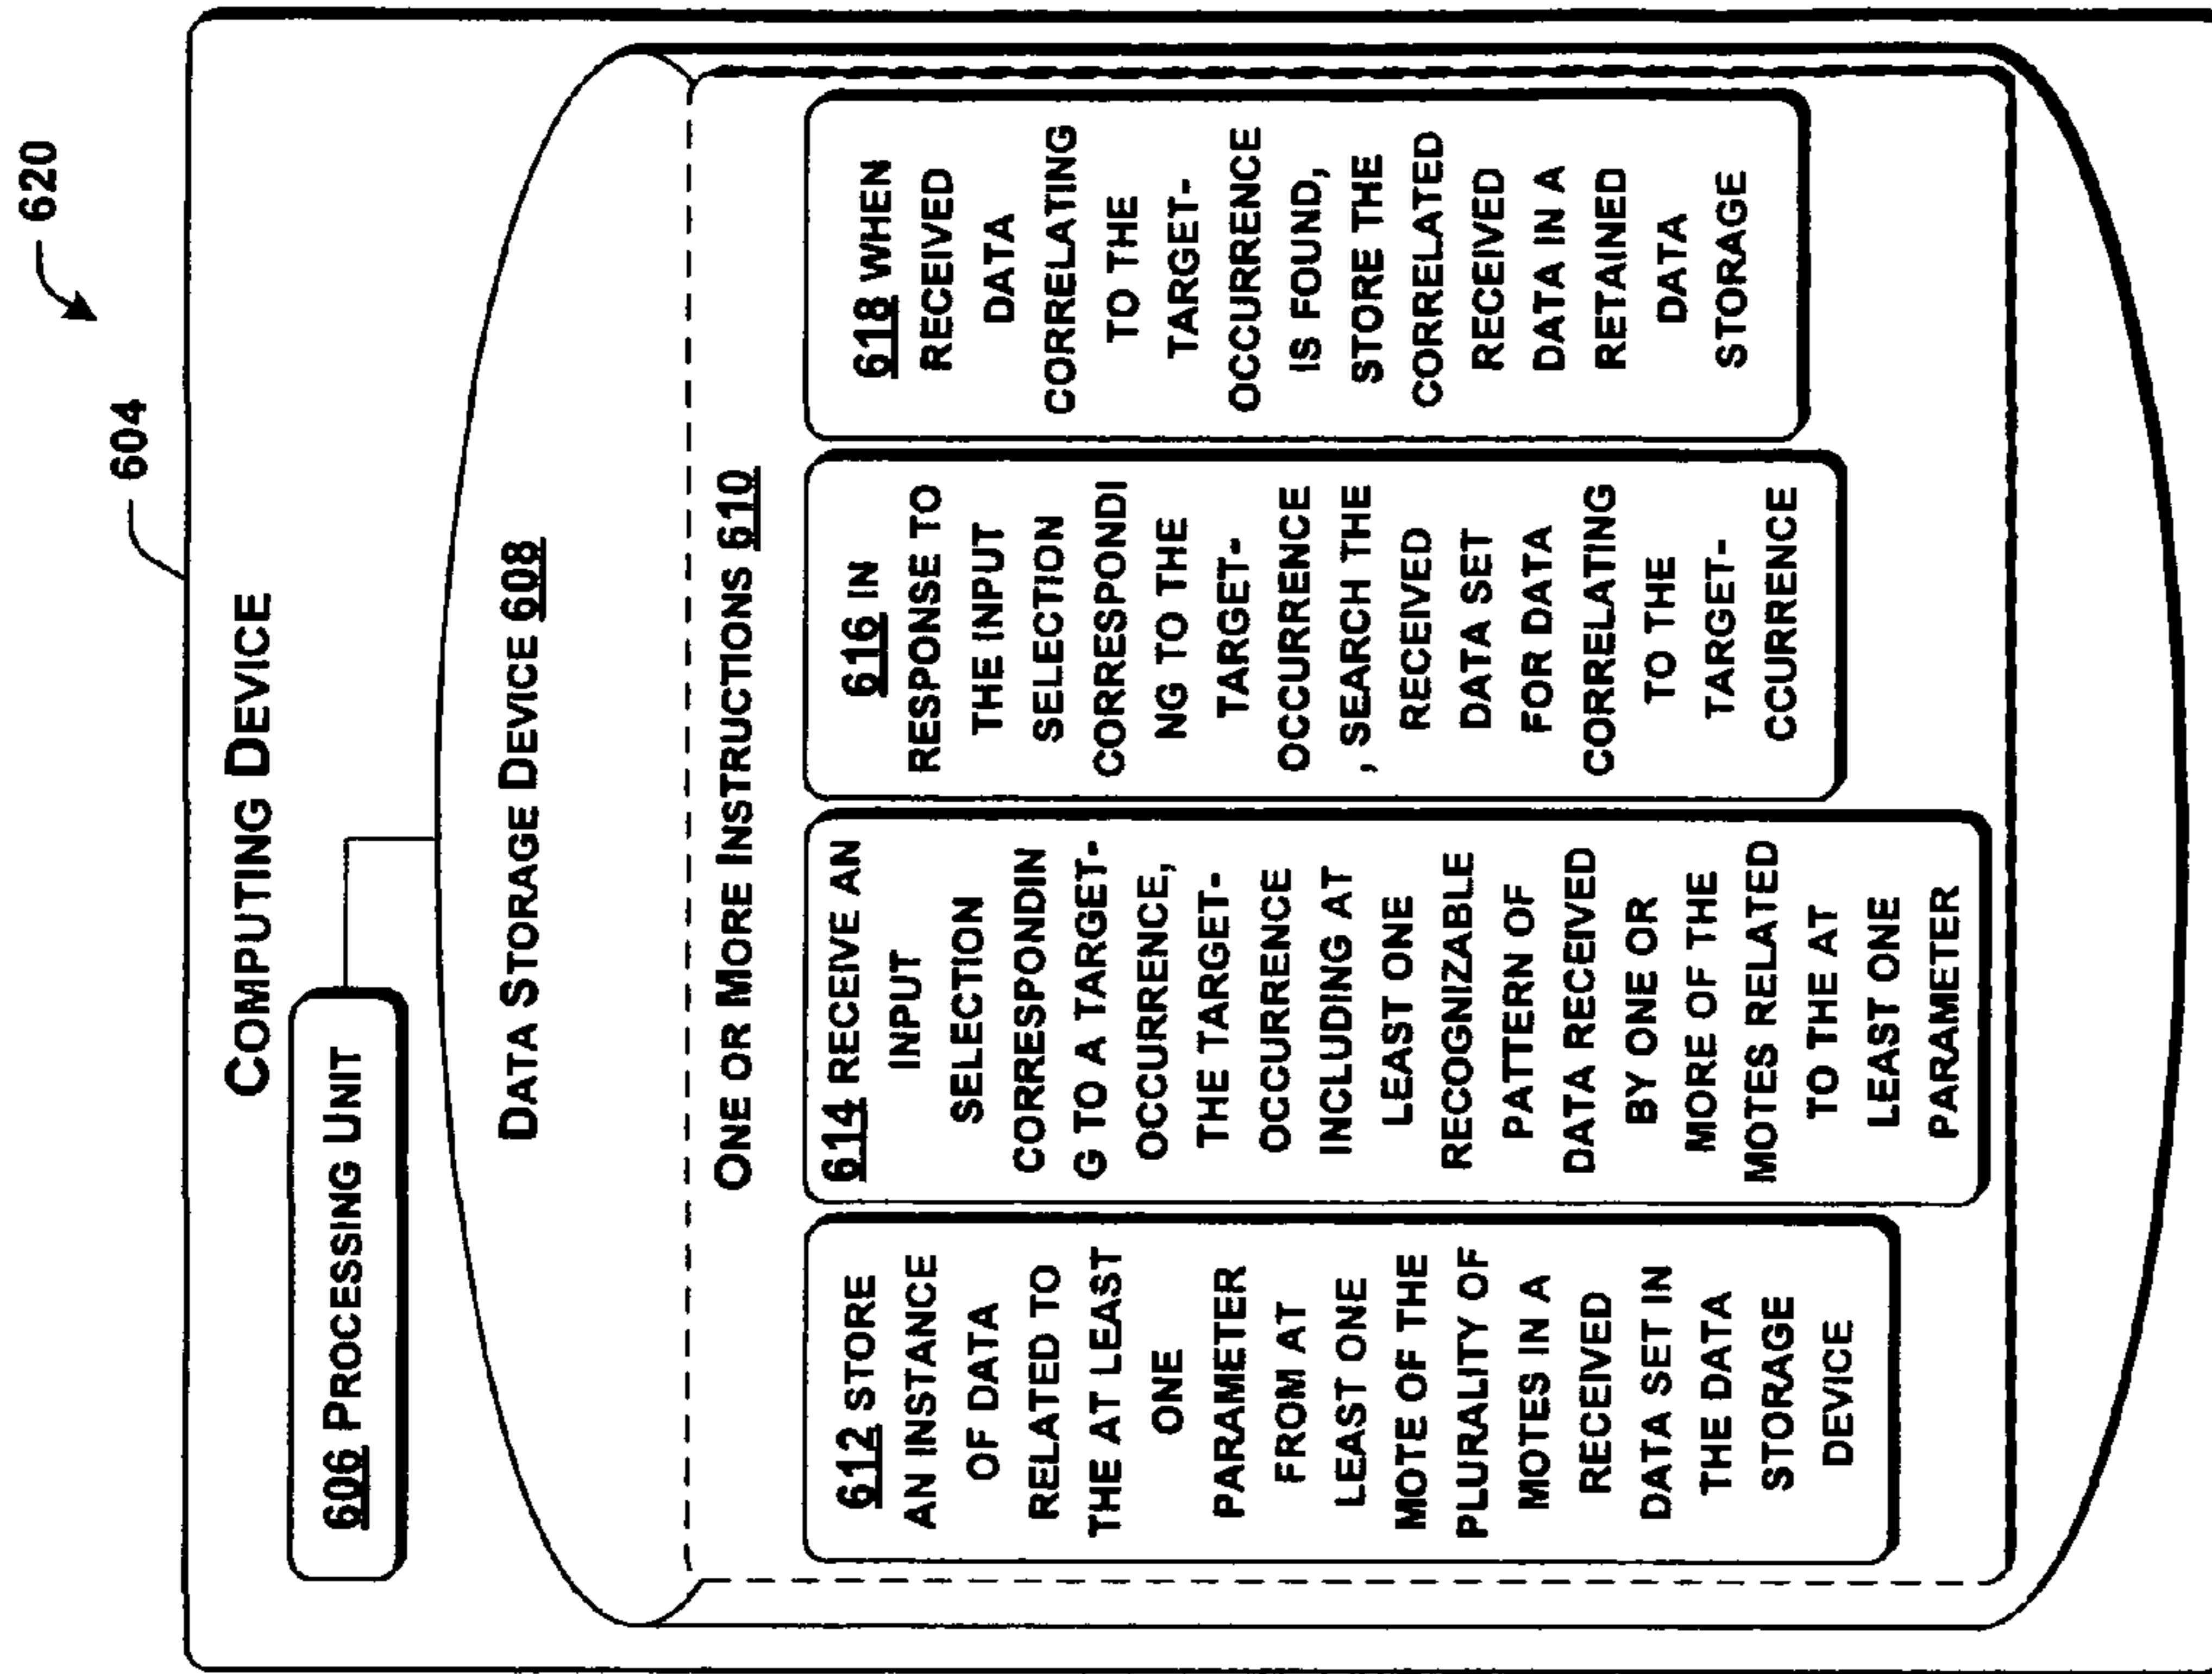 620
604
COMPUTING DEVICE
606 PROCESSING UNIT
DATA STORAGE DEVICE 608
ONE OR MORE INSTRUCTIONS 610
612 STORE
AN INSTANCE
OF DATA
RELATED TO
THE AT LEAST
ONE
PARAMETER
FROM AT
LEAST ONE
MOTE OF THE
PLURALITY OF
MOTES IN A
RECEIVED
DATA SET IN
THE DATA
STORAGE
DEVICE
614 RECEIVE AN
INPUT
SELECTION
CORRESPONDIN
G TO A TARGET-
OCCURRENCE,
THE TARGET-
OCCURRENCE
INCLUDING AT
LEAST ONE
RECOGNIZABLE
PATTERN OF
DATA RECEIVED
BY ONE OR
MORE OF THE
MOTES RELATED
TO THE AT
LEAST ONE
PARAMETER
616 IN
RESPONSE TO
THE INPUT
SELECTION
CORRESPONDI
NG TO THE
TARGET-
OCCURRENCE
, SEARCH THE
RECEIVED
DATA SET
FOR DATA
CORRELATING
TO THE
TARGET-
CCURRENCE
618 WHEN
RECEIVED
DATA
CORRELATING
TO THE
TARGET-
OCCURRENCE
IS FOUND,
STORE THE
CORRELATED
RECEIVED
DATA IN A
RETAINED
DATA
STORAGE